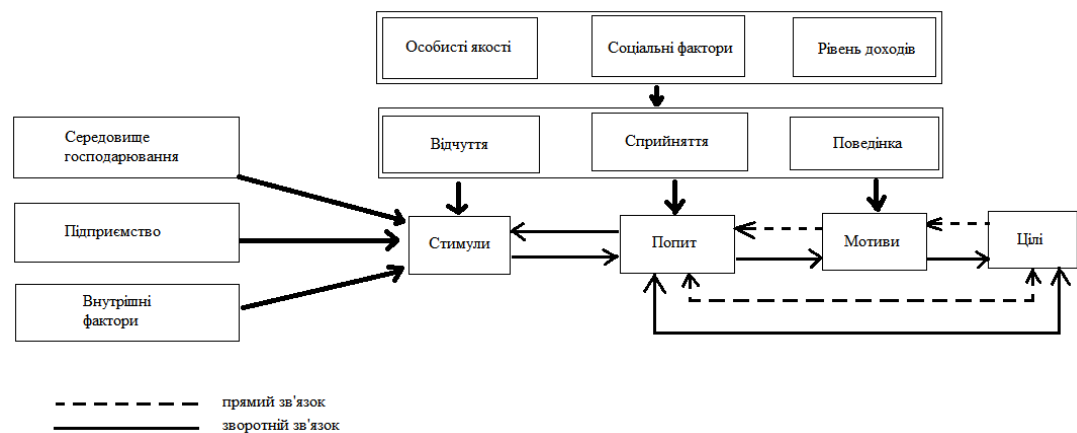 Особисті якості
Соціальні фактори
Рівень доходів
Середовище
господарювання
Відчуття
Сприйняття
Поведінка
Підприємство
Стимули
Попит
Мотиви
Цілі
Внутрішні
фактори
прямий зв'язок
зворотній зв'язок